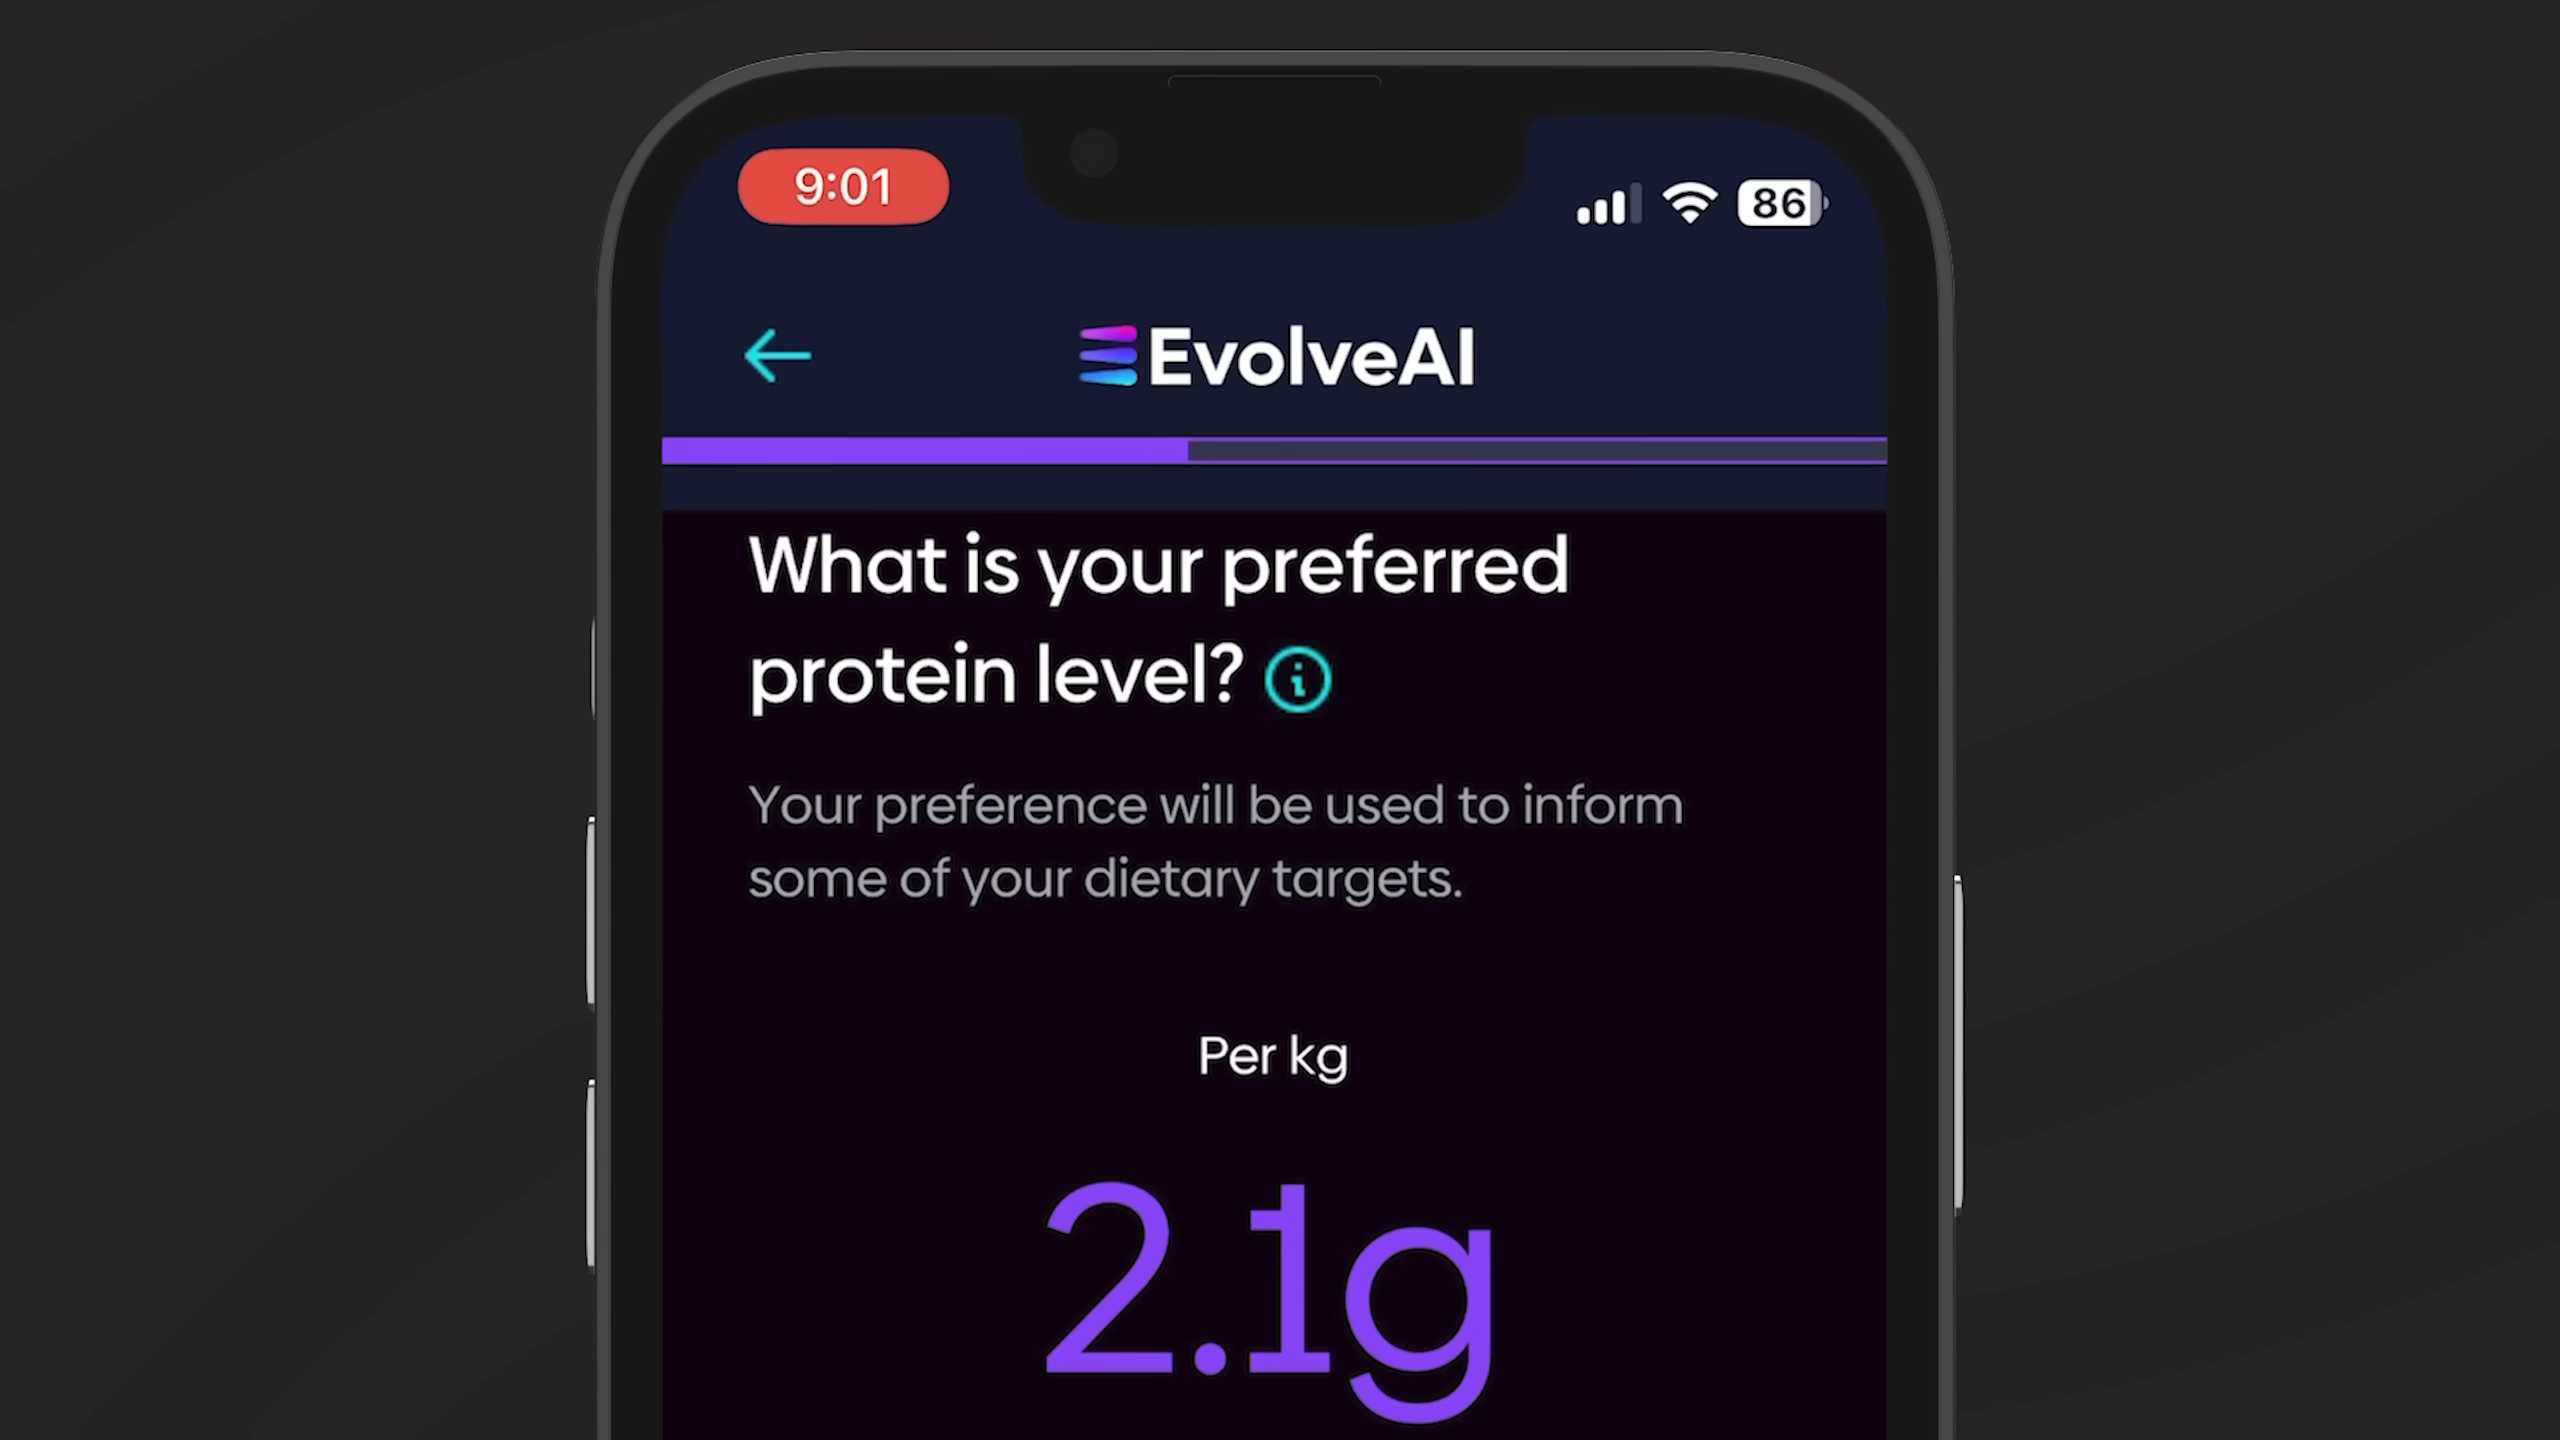 9:01
86
EvolveAI
What is your preferred
protein level?
Your preference will be used to inform
some of your dietary targets.
Per kg
2.1g